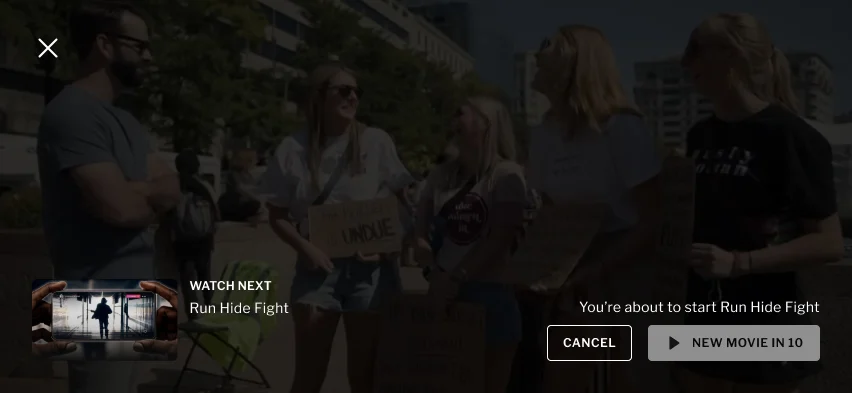 UNDUE
WATCH NEXT
Run Hide Fight
You're about to start Run Hide Fight
CANCEL
NEW MOVIE IN 10